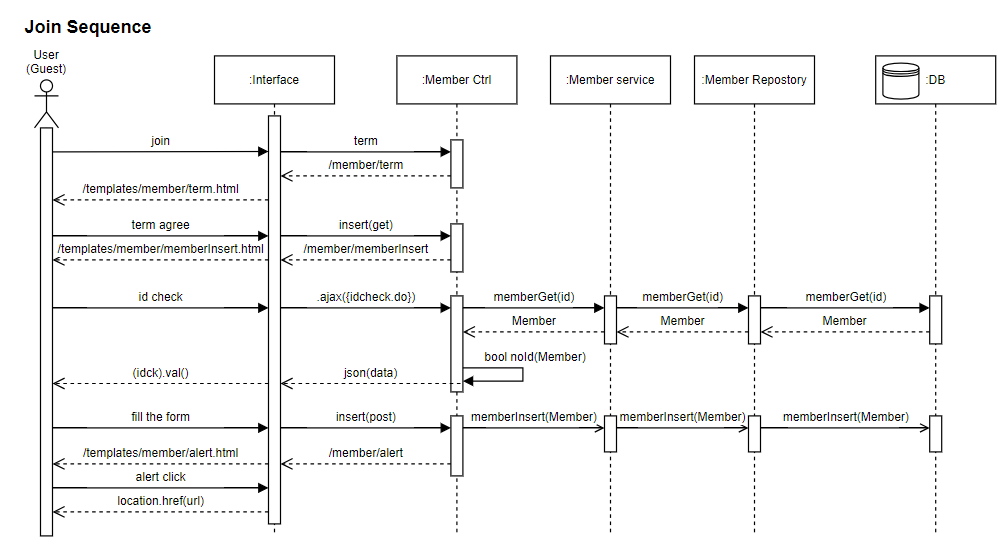 Join Sequence
User
(Guest)
:Interface
:Member Ctrl
:Member service
:Member Repostory
:DB
join
term
/member/term
/templates/member/term.html
term agree
insert(get)
/templates/member/memberInsert.html
/member/memberInsert
id check
.ajax({idcheck.do})
memberGet(id)
memberGet(id)
memberGet(id)
Member
Member
Member
bool noId(Member)
(idck).val()
json(data)
fill the form
insert(post)
memberInsert(Member)
memberInsert(Member)
memberInsert(Member)
/templates/member/alert.html
/member/alert
alert click
location.href(url)